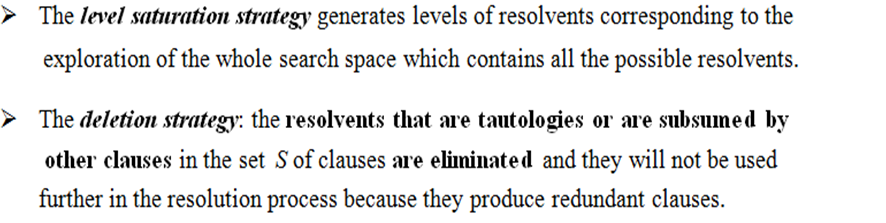 ➢ The level saturation strategy generates levels of resolvents corresponding to the
exploration of the whole search space which contains all the possible resolvents.
➢ The deletion strategy: the resolvents that are tautologies or are subsumed by
other clauses in the set S of clauses are eliminated and they will not be used
further in the resolution process because they produce redundant clauses.